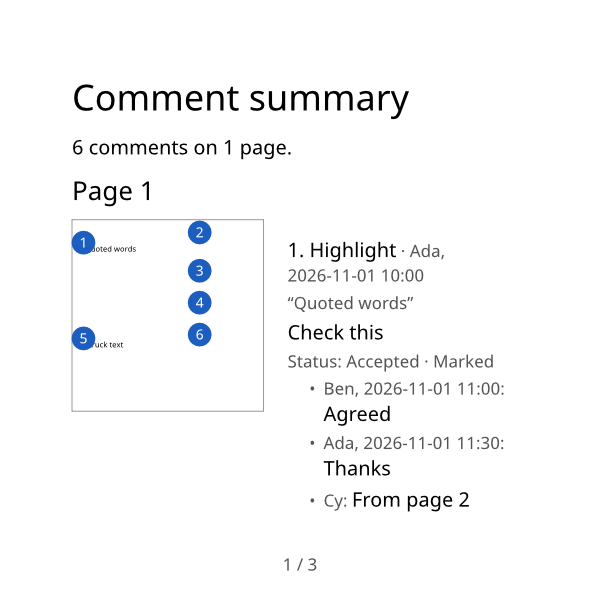 Comment summary
6 comments on 1 page.
Page 1
1
uoted words
2
3
4
5
ruck text
6
1. Highlight · Ada,
2026-11-01 10:00
“Quoted words”
Check this
Status: Accepted · Marked
• Ben, 2026-11-01 11:00:
Agreed
• Ada, 2026-11-01 11:30:
Thanks
• Cy: From page 2
1 / 3